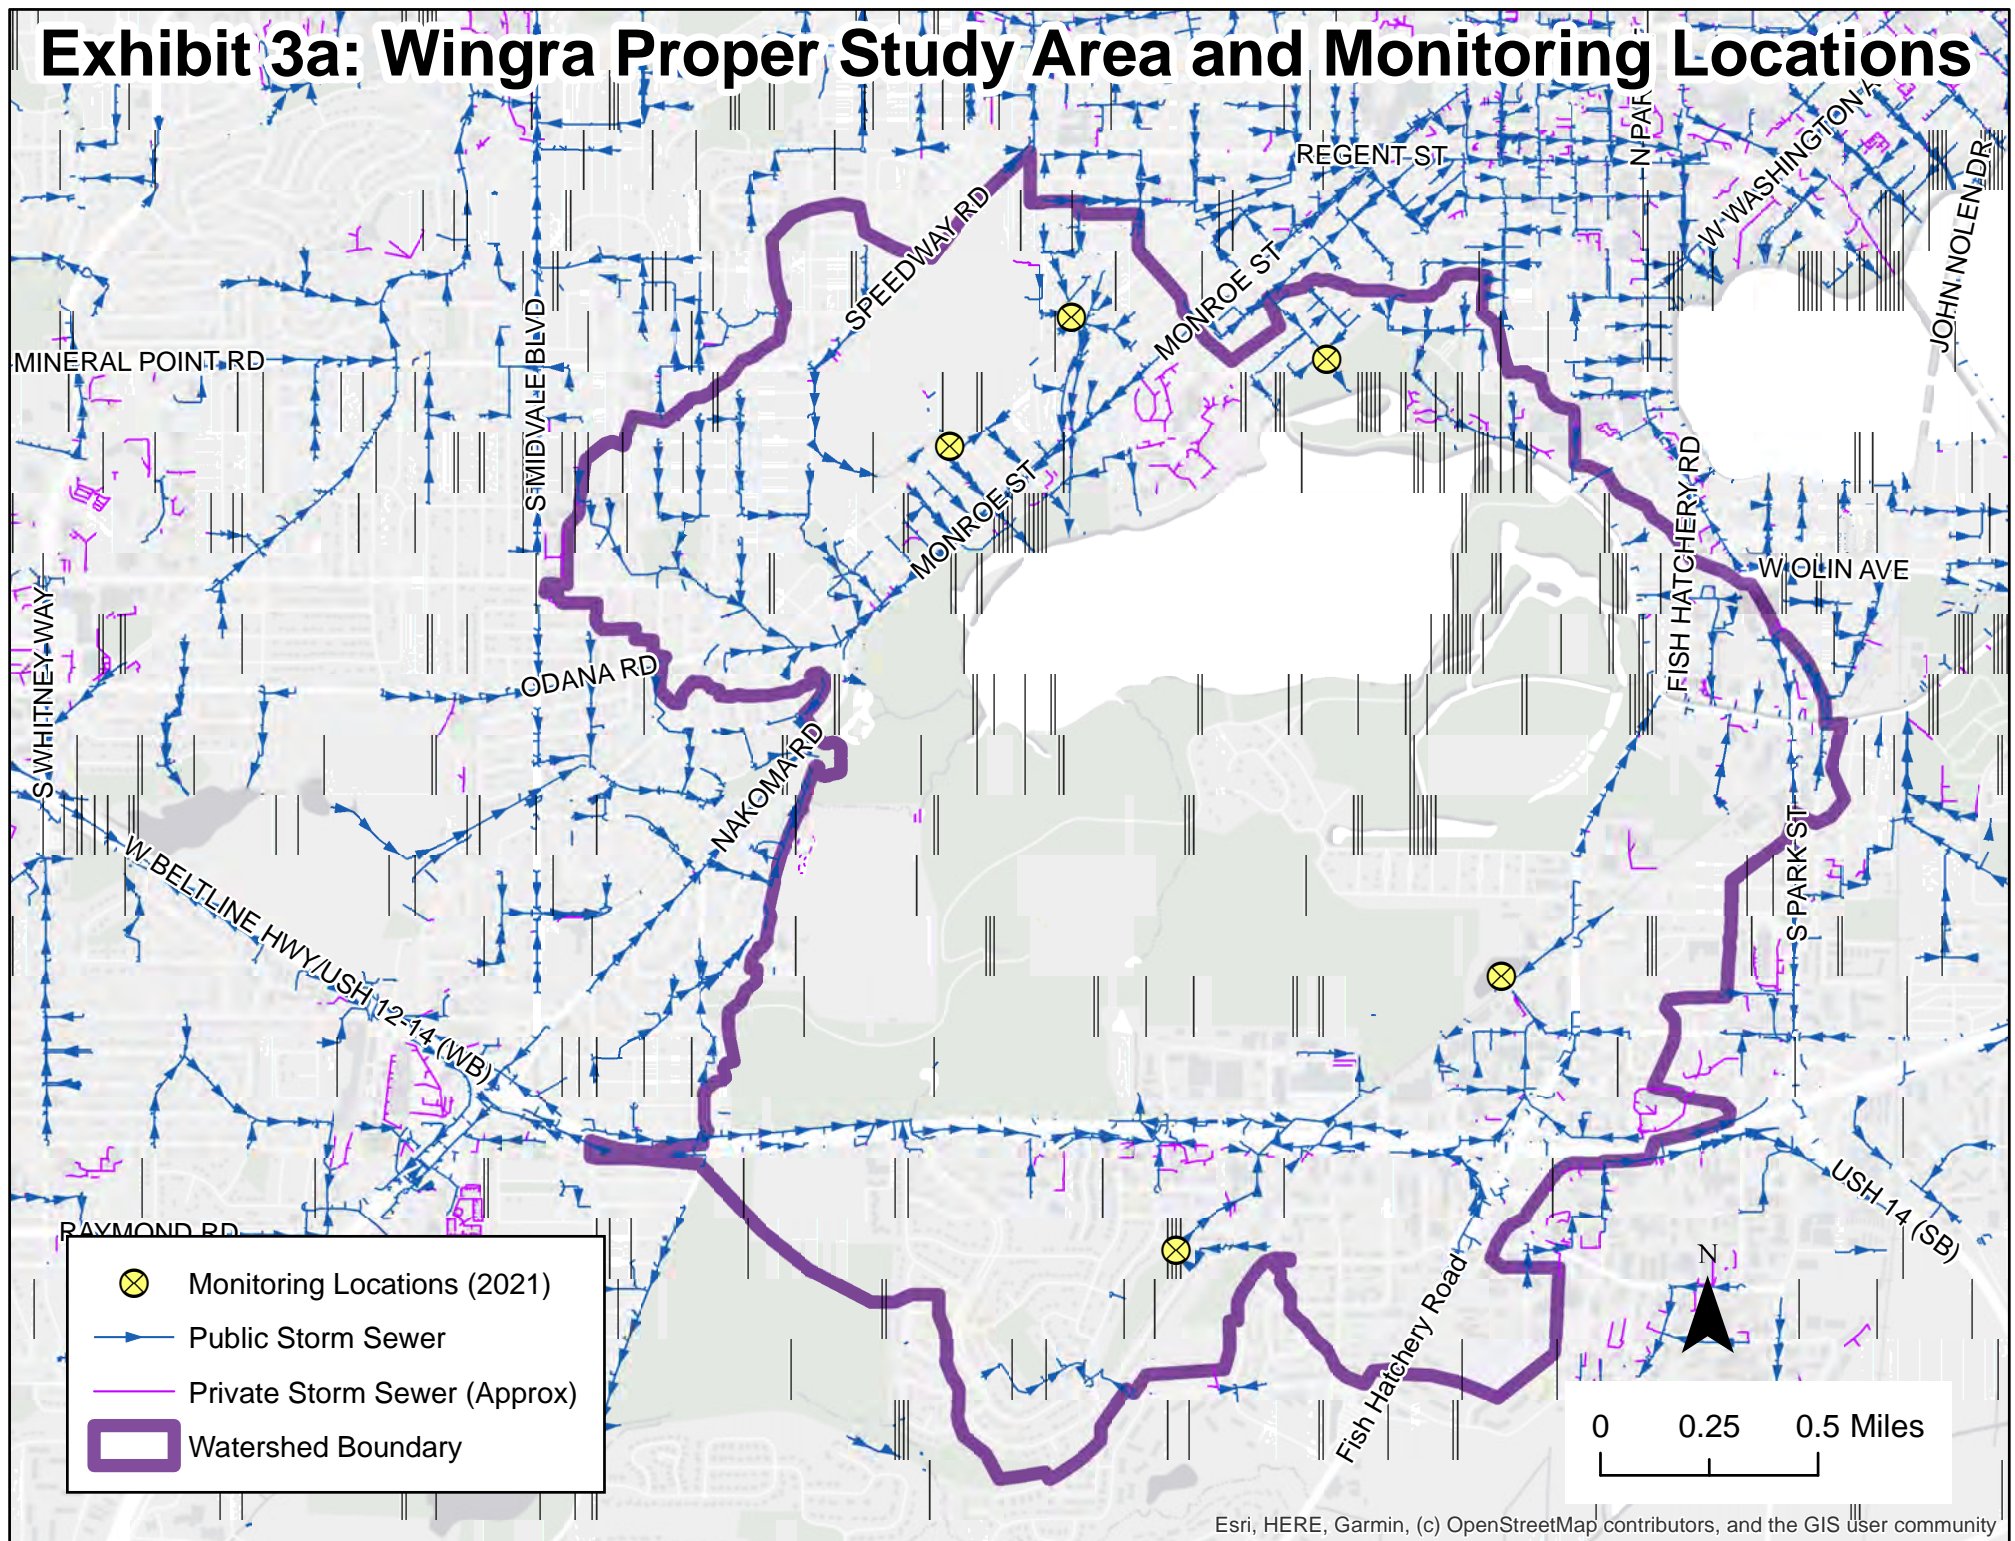 Exhibit 3a: Wingra Proper Study Area and Monitoring Locations
REGENT ST
N PAR
W WASHINGTON A
JOHN NOLEN DR
SPEEDWAY RD
MONROE ST
MINERAL POINT RD
S MIDVALE BLVD
MONROE ST
FISH HATCHERY RD
W OLIN AVE
S WHITNEY WAY
ODANA RD
NAKOMA RD
W BELTLINE HWY/USH 12-14 (WB)
S PARK ST
USH 14 (SB)
RAYMOND RD
Fish Hatchery Road
N
Monitoring Locations (2021)
Public Storm Sewer
Private Storm Sewer (Approx)
Watershed Boundary
0 0.25 0.5 Miles
Esri, HERE, Garmin, (c) OpenStreetMap contributors, and the GIS user community